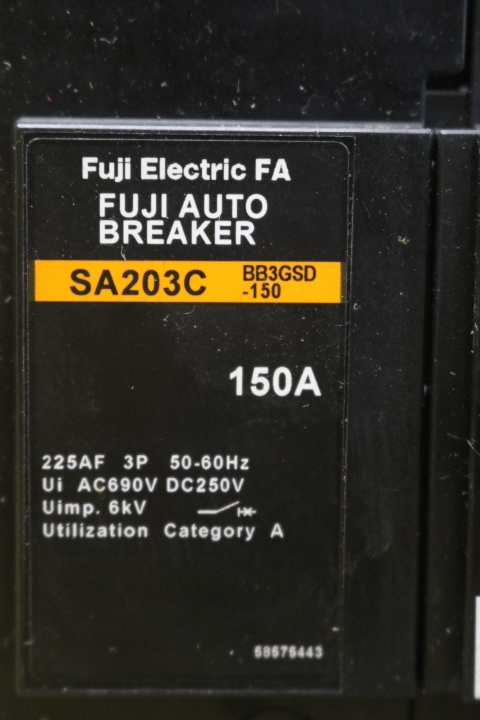 Fuji Electric FA
FUJI AUTO
BREAKER
SA203C BB3GSD
-150
150A
225AF 3P 50-60Hz
Ui AC690V DC250V
Uimp. 6kV
Utilization Category A
58575443